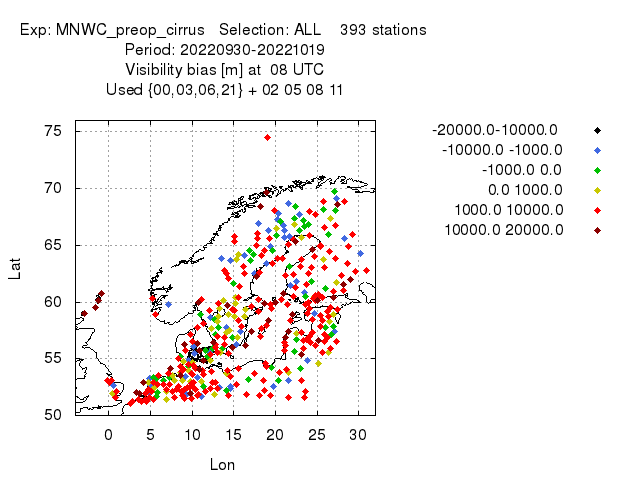 Exp: MNWC_preop_cirrus   Selection: ALL    393 stations
Period: 20220930-20221019
Visibility bias [m] at  08 UTC
Used {00,03,06,21} + 02 05 08 11
-20000.0-10000.0
-10000.0 -1000.0
-1000.0 0.0
0.0 1000.0
1000.0 10000.0
10000.0 20000.0
75
70
65
60
55
50
Lat
0 5 10 15 20 25 30
Lon